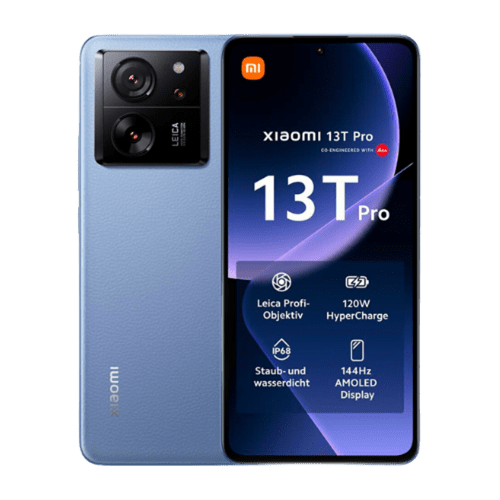 LEICA
xiaomi
mi
xiaomi 13T Pro
CO-ENGINEERED WITH Leica
13T Pro
Leica Profi-
Objektiv
120W
HyperCharge
IP68
Staub- und
wasserdicht
144Hz
AMOLED
Display